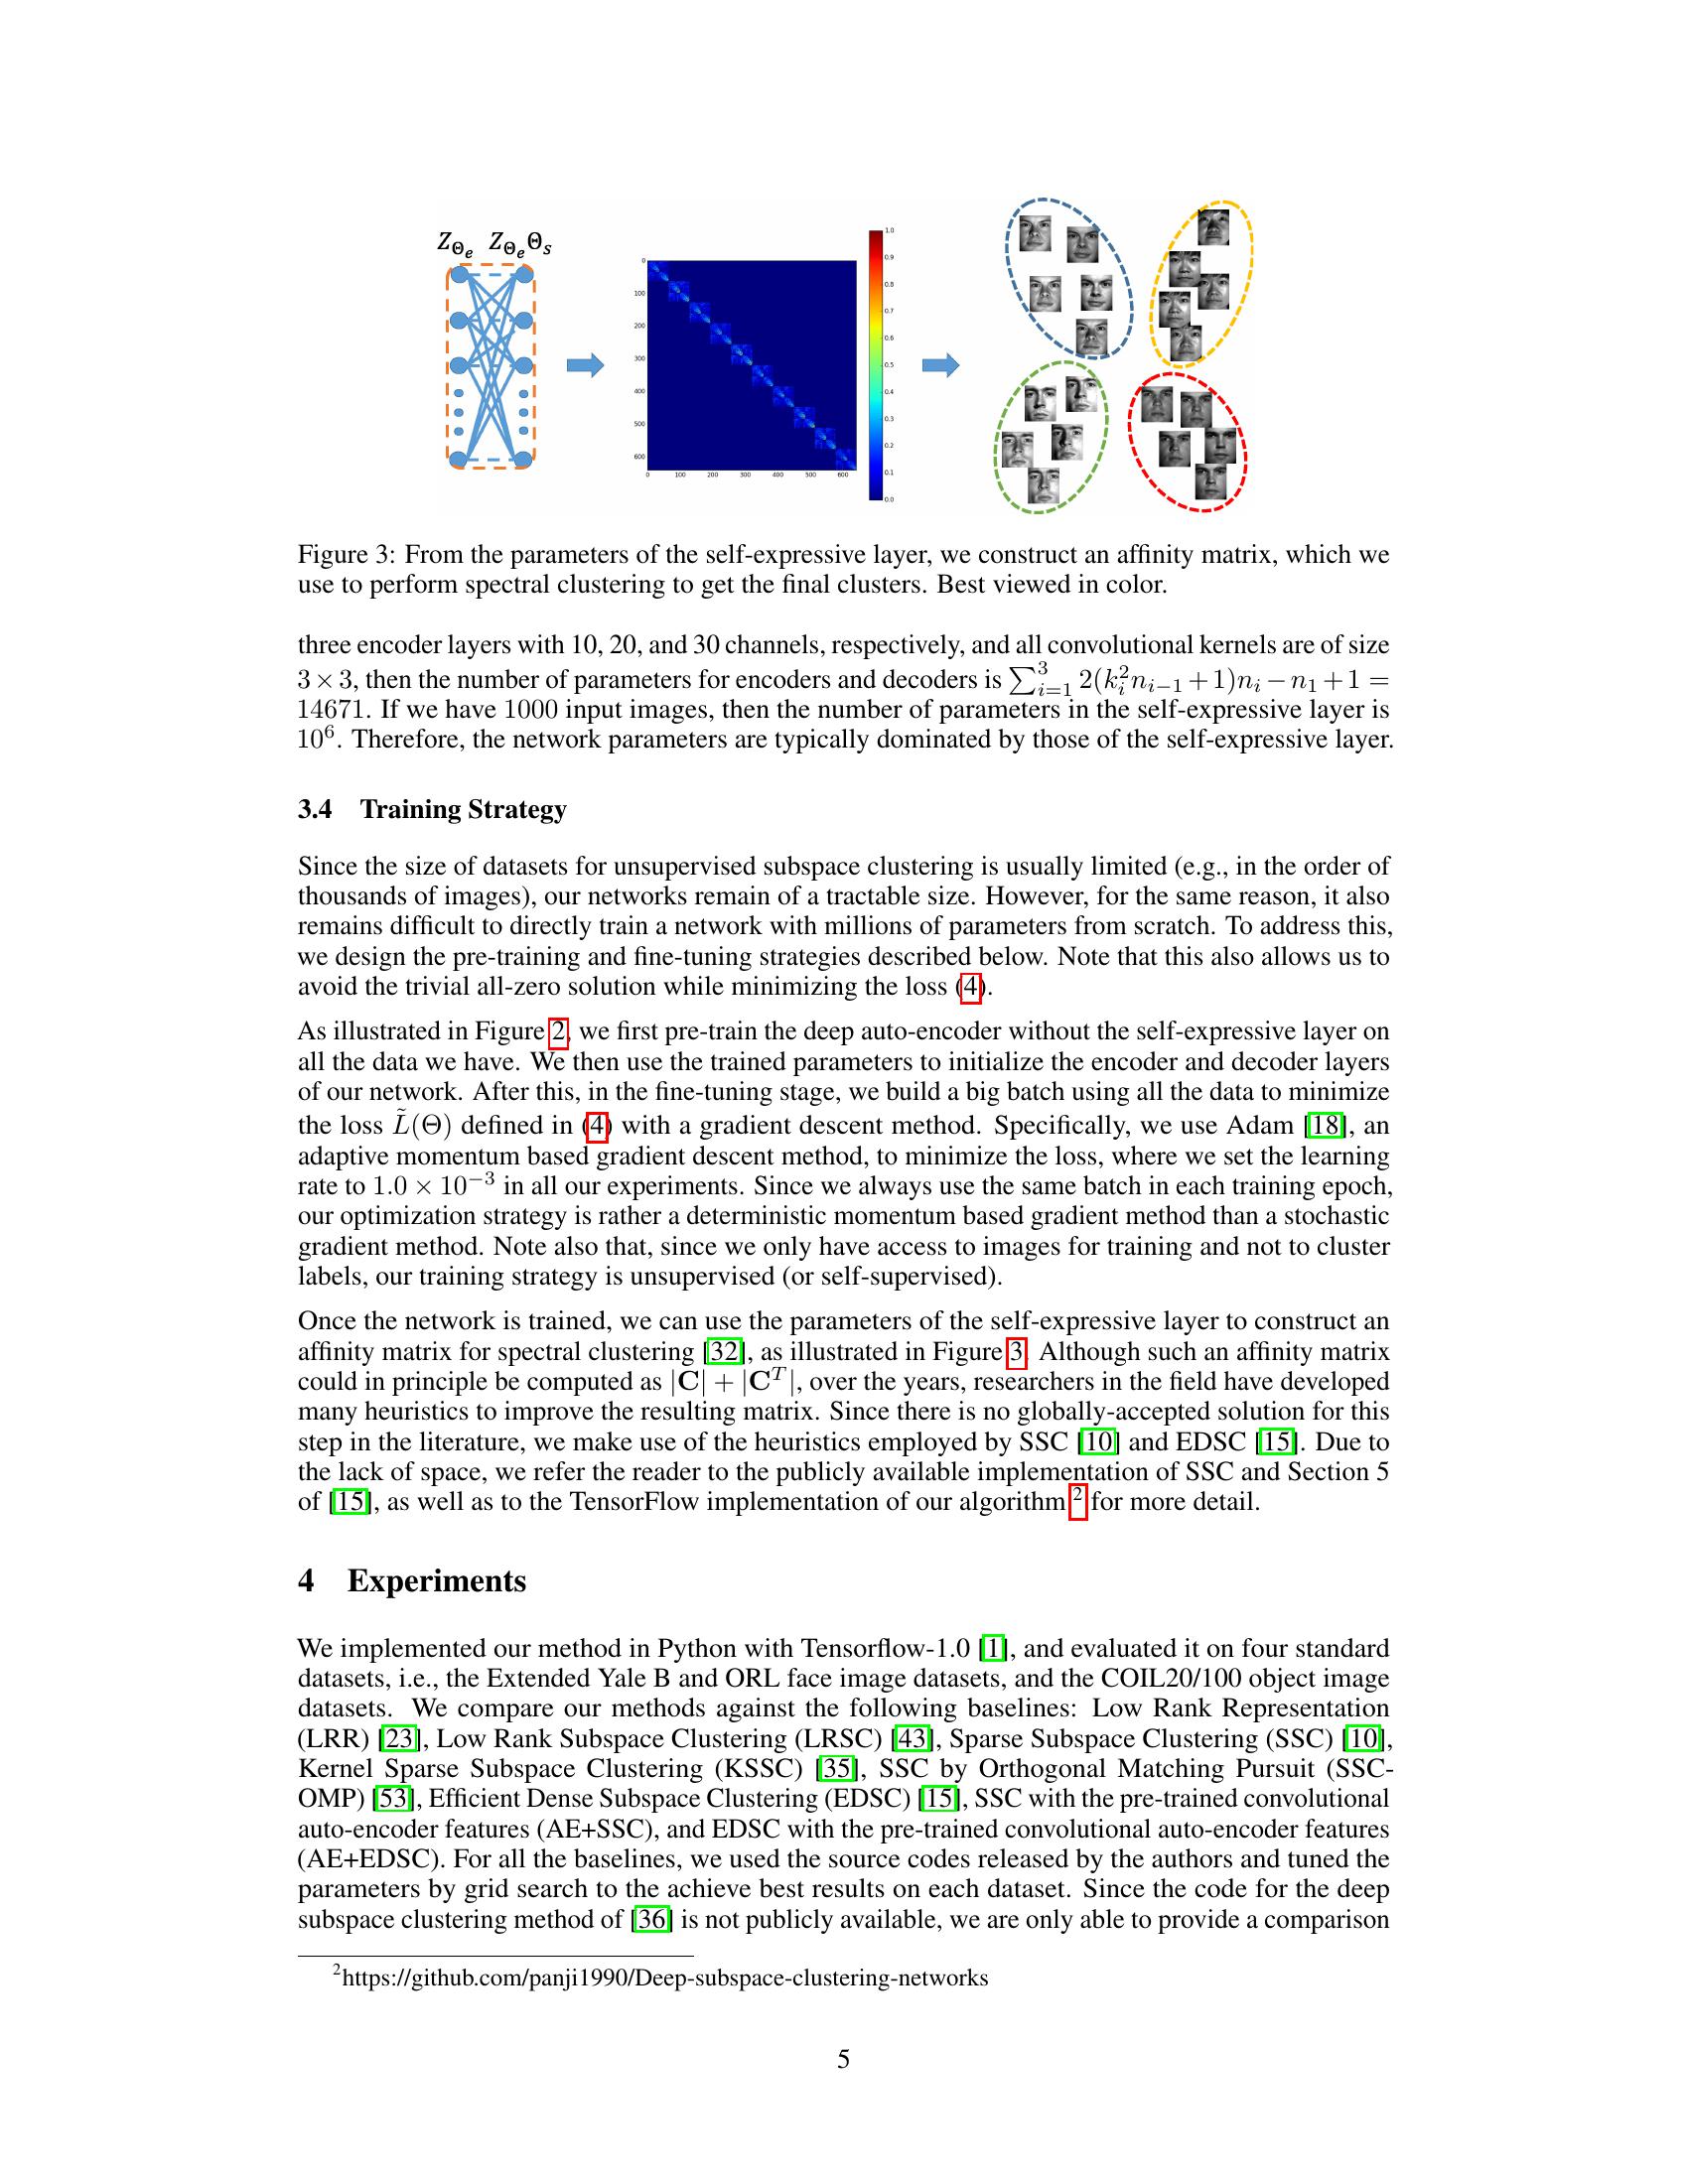 Z_{Θ_e} Z_{Θ_e}Θ_s
0
100
200
300
400
500
600
0 100 200 300 400 500 600
1.0
0.9
0.8
0.7
0.6
0.5
0.4
0.3
0.2
0.1
0.0
Figure 3: From the parameters of the self-expressive layer, we construct an affinity matrix, which we
use to perform spectral clustering to get the final clusters. Best viewed in color.
three encoder layers with 10, 20, and 30 channels, respectively, and all convolutional kernels are of size
3 × 3, then the number of parameters for encoders and decoders is ∑_{i=1}^{3} 2(k_i^2 n_{i−1} + 1)n_i − n_1 + 1 =
14671. If we have 1000 input images, then the number of parameters in the self-expressive layer is
10^6. Therefore, the network parameters are typically dominated by those of the self-expressive layer.
3.4 Training Strategy
Since the size of datasets for unsupervised subspace clustering is usually limited (e.g., in the order of
thousands of images), our networks remain of a tractable size. However, for the same reason, it also
remains difficult to directly train a network with millions of parameters from scratch. To address this,
we design the pre-training and fine-tuning strategies described below. Note that this also allows us to
avoid the trivial all-zero solution while minimizing the loss (4).
As illustrated in Figure 2, we first pre-train the deep auto-encoder without the self-expressive layer on
all the data we have. We then use the trained parameters to initialize the encoder and decoder layers
of our network. After this, in the fine-tuning stage, we build a big batch using all the data to minimize
the loss L̃(Θ) defined in (4) with a gradient descent method. Specifically, we use Adam [18], an
adaptive momentum based gradient descent method, to minimize the loss, where we set the learning
rate to 1.0 × 10^{−3} in all our experiments. Since we always use the same batch in each training epoch,
our optimization strategy is rather a deterministic momentum based gradient method than a stochastic
gradient method. Note also that, since we only have access to images for training and not to cluster
labels, our training strategy is unsupervised (or self-supervised).
Once the network is trained, we can use the parameters of the self-expressive layer to construct an
affinity matrix for spectral clustering [32], as illustrated in Figure 3. Although such an affinity matrix
could in principle be computed as |C| + |C^T|, over the years, researchers in the field have developed
many heuristics to improve the resulting matrix. Since there is no globally-accepted solution for this
step in the literature, we make use of the heuristics employed by SSC [10] and EDSC [15]. Due to
the lack of space, we refer the reader to the publicly available implementation of SSC and Section 5
of [15], as well as to the TensorFlow implementation of our algorithm 2 for more detail.
4 Experiments
We implemented our method in Python with Tensorflow-1.0 [1], and evaluated it on four standard
datasets, i.e., the Extended Yale B and ORL face image datasets, and the COIL20/100 object image
datasets. We compare our methods against the following baselines: Low Rank Representation
(LRR) [23], Low Rank Subspace Clustering (LRSC) [43], Sparse Subspace Clustering (SSC) [10],
Kernel Sparse Subspace Clustering (KSSC) [35], SSC by Orthogonal Matching Pursuit (SSC-
OMP) [53], Efficient Dense Subspace Clustering (EDSC) [15], SSC with the pre-trained convolutional
auto-encoder features (AE+SSC), and EDSC with the pre-trained convolutional auto-encoder features
(AE+EDSC). For all the baselines, we used the source codes released by the authors and tuned the
parameters by grid search to the achieve best results on each dataset. Since the code for the deep
subspace clustering method of [36] is not publicly available, we are only able to provide a comparison
2https://github.com/panji1990/Deep-subspace-clustering-networks
5